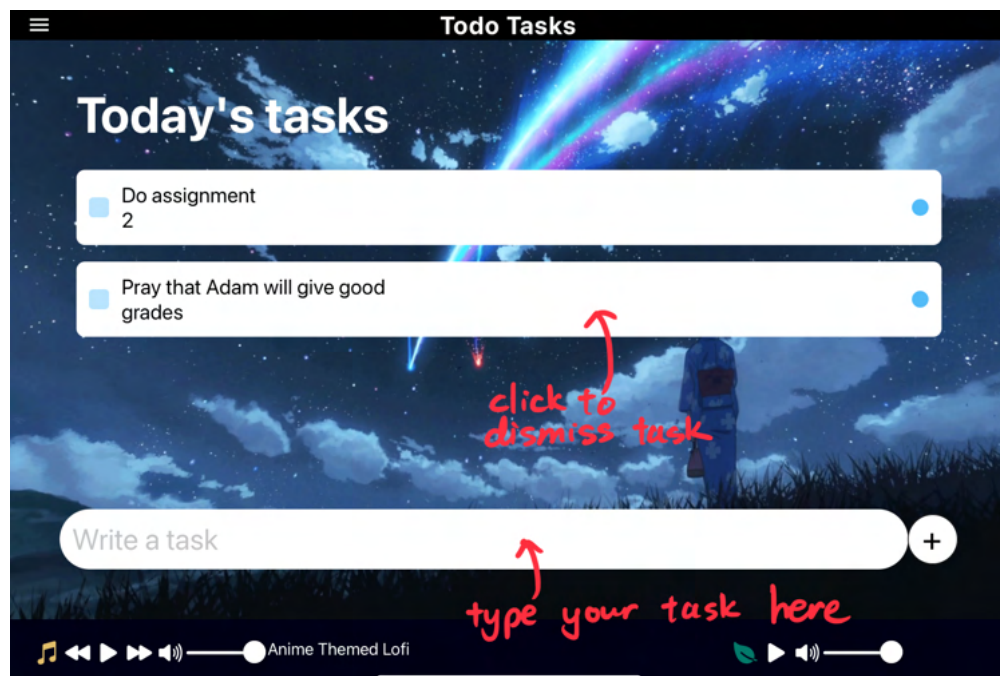 Todo Tasks
Today's tasks
Do assignment
2
Pray that Adam will give good
grades
click to
dismiss task
Write a task
+
type your task here
Anime Themed Lofi